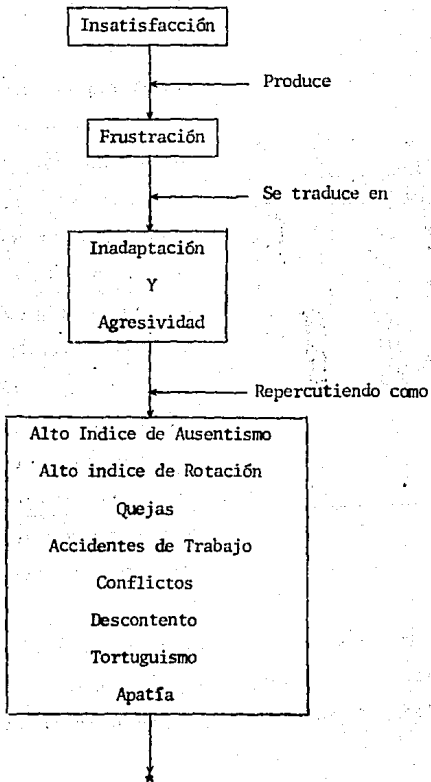 Insatisfacción
Produce
Frustración
Se traduce en
Inadaptación
Y
Agresividad
Repercutiendo como
Alto Indice de Ausentismo
Alto indice de Rotación
Quejas
Accidentes de Trabajo
Conflictos
Descontento
Tortuguismo
Apatía